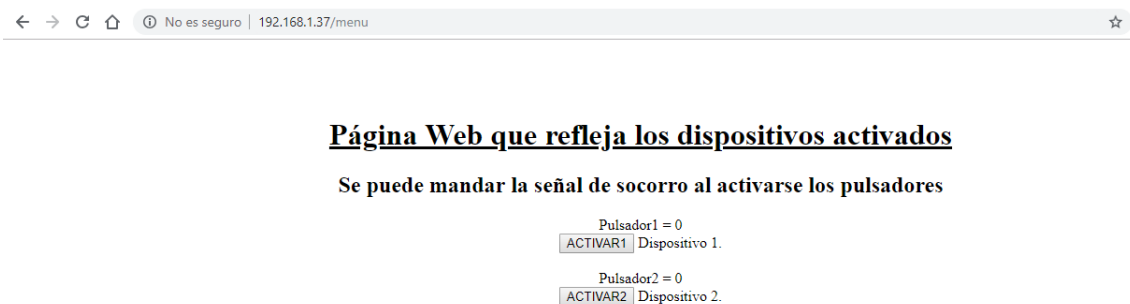 No es seguro | 192.168.1.37/menu
Página Web que refleja los dispositivos activados
Se puede mandar la señal de socorro al activarse los pulsadores
Pulsador1 = 0
ACTIVAR1 Dispositivo 1.
Pulsador2 = 0
ACTIVAR2 Dispositivo 2.